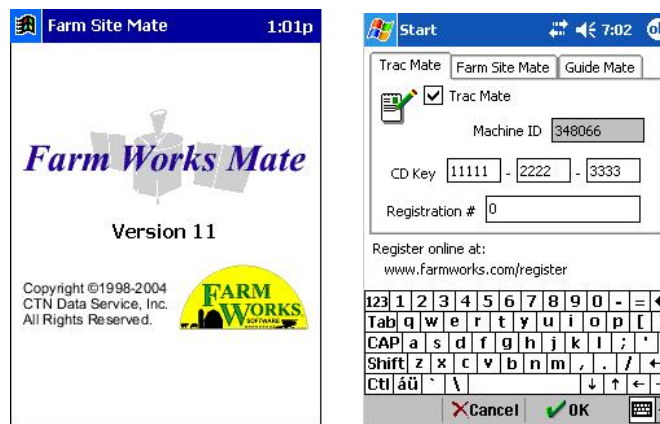 Farm Site Mate 1:01p
Farm Works Mate
Version 11
Copyright ©1998-2004
CTN Data Service, Inc.
All Rights Reserved.
FARM
WORKS
SOFTWARE
Start 7:02 ok
Trac Mate Farm Site Mate Guide Mate
Trac Mate
Machine ID 348066
CD Key 11111 - 2222 - 3333
Registration # 0
Register online at:
www.farmworks.com/register
123 1 2 3 4 5 6 7 8 9 0 - =
Tab q w e r t y u i o p [
CAP a s d f g h j k l ; '
Shift z x c v b n m , . / ←
Ctl áü ` \ ↓ ↑ ←
Cancel OK